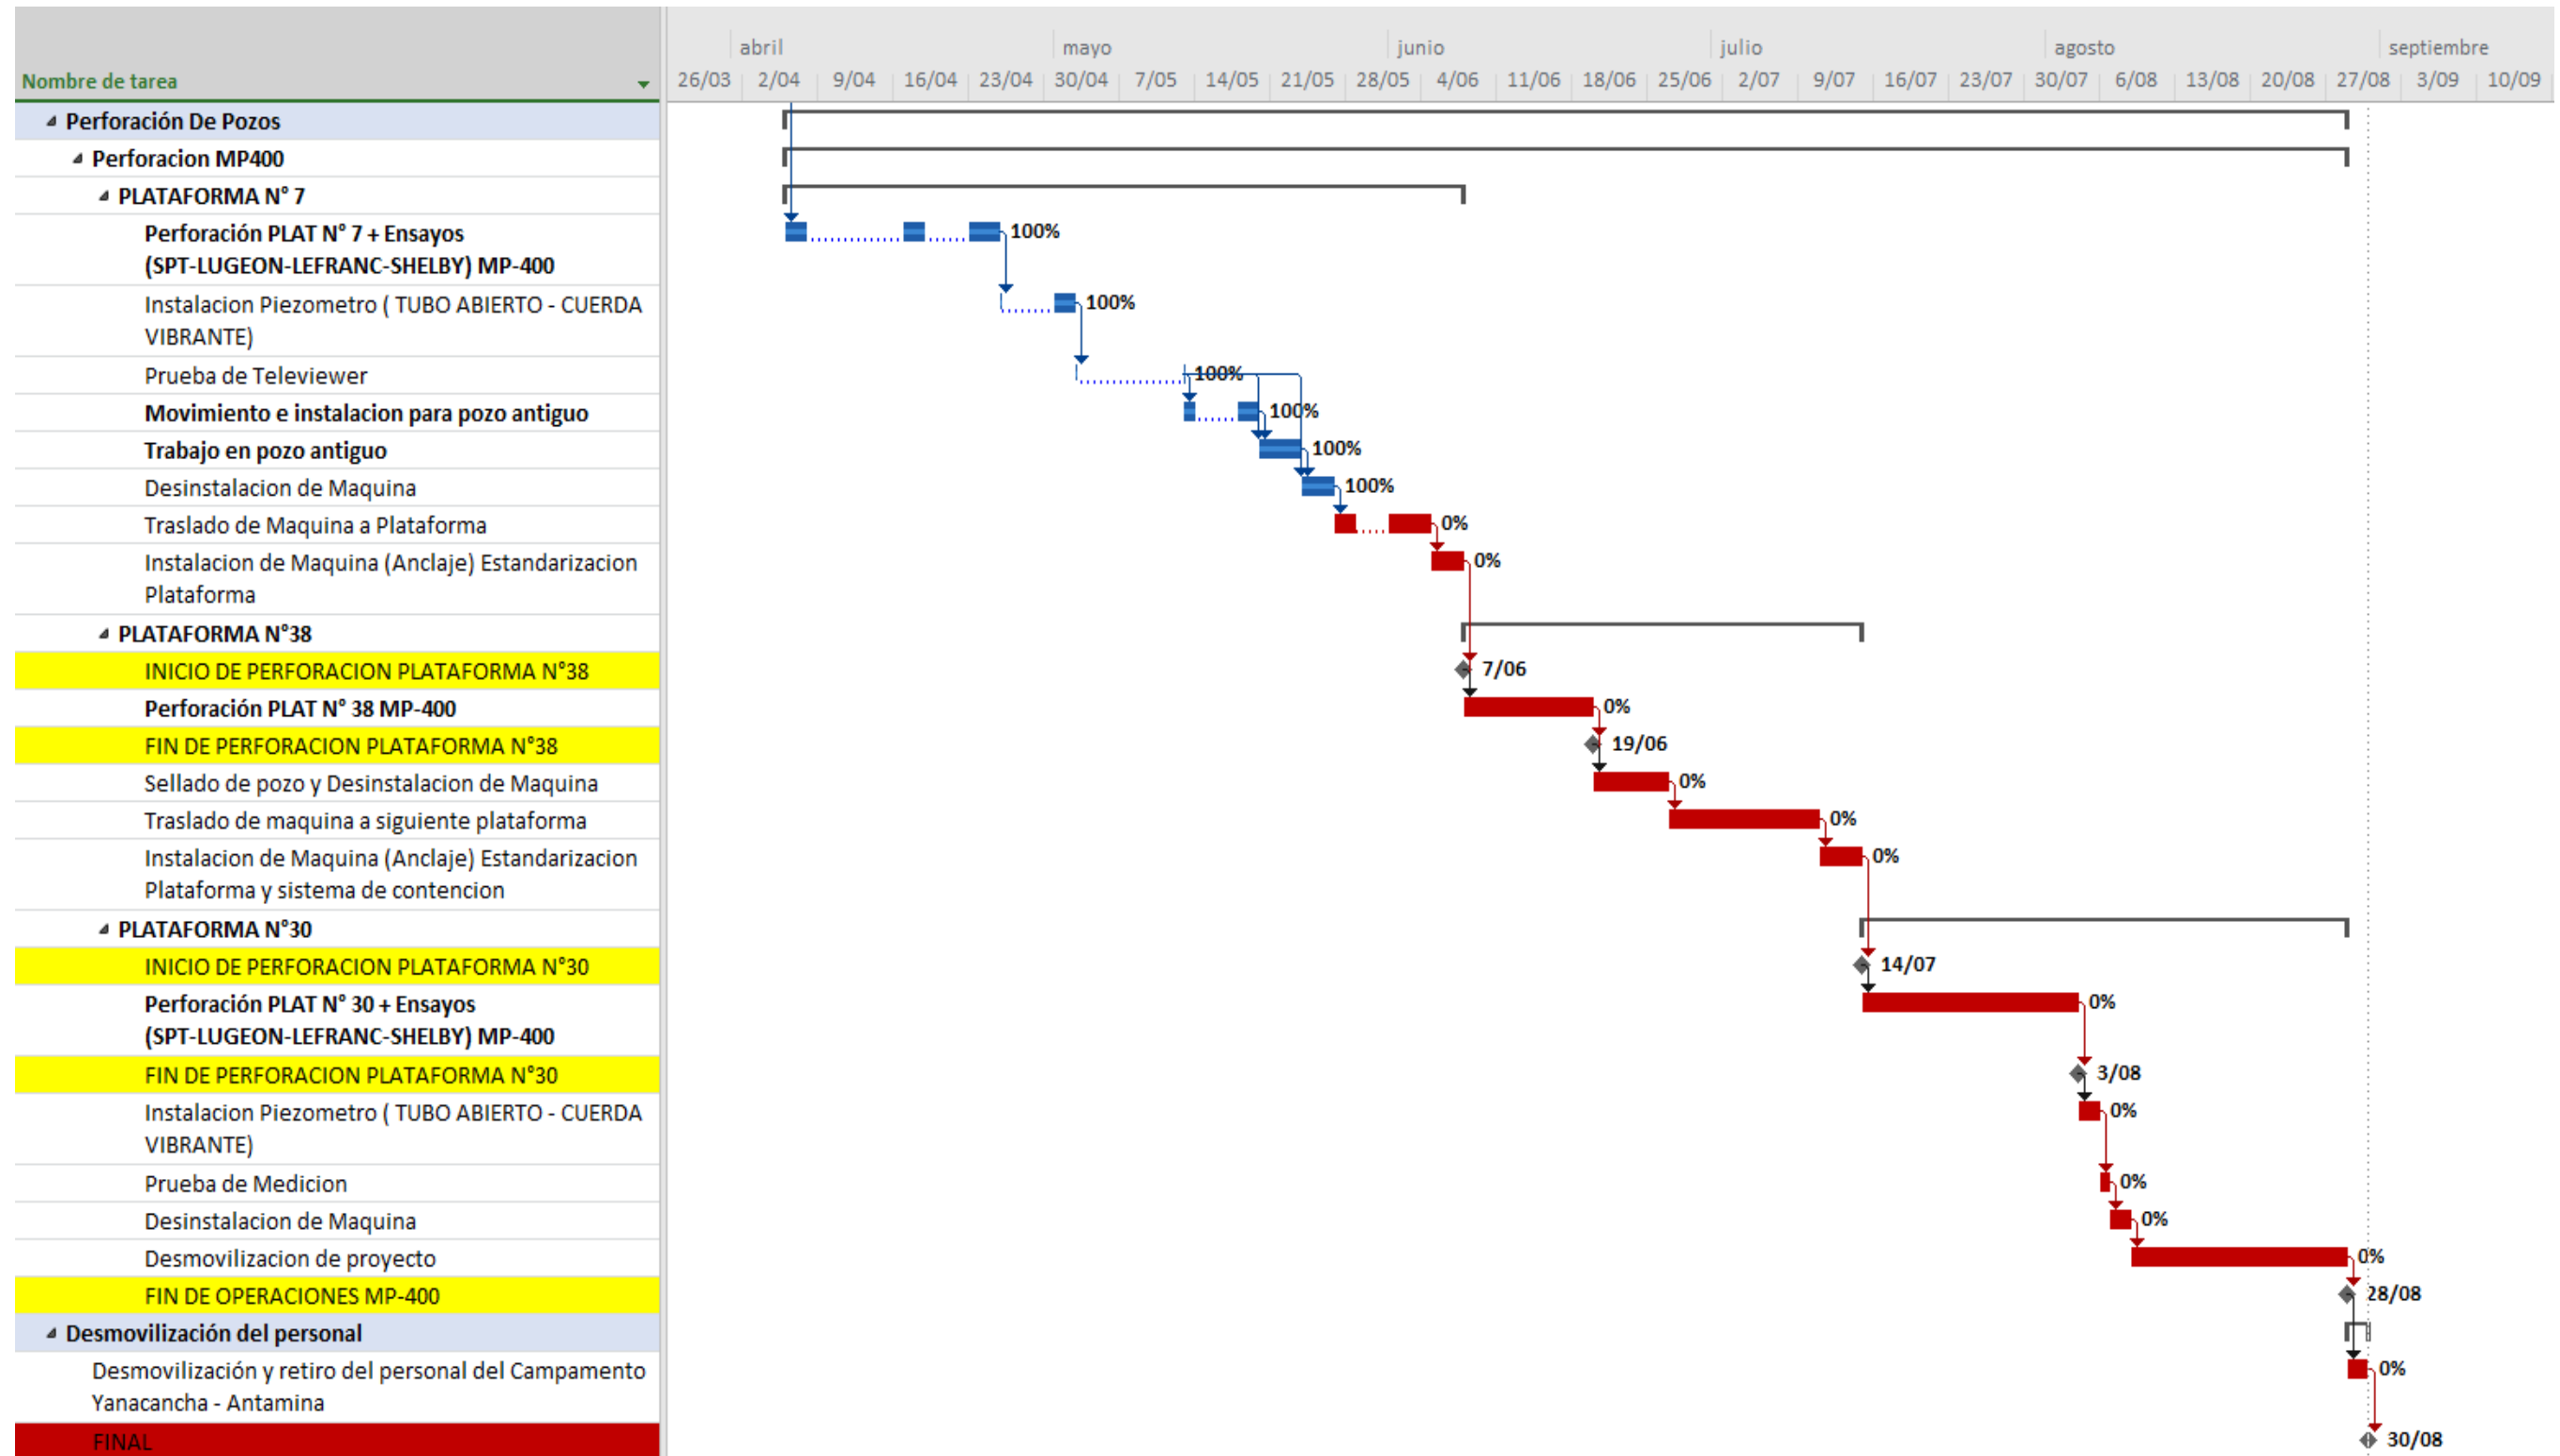 abril mayo junio julio agosto septiembre
Nombre de tarea 26/03 2/04 9/04 16/04 23/04 30/04 7/05 14/05 21/05 28/05 4/06 11/06 18/06 25/06 2/07 9/07 16/07 23/07 30/07 6/08 13/08 20/08 27/08 3/09 10/09
Perforación De Pozos
Perforacion MP400
PLATAFORMA N° 7
Perforación PLAT N° 7 + Ensayos 100%
(SPT-LUGEON-LEFRANC-SHELBY) MP-400
Instalacion Piezometro ( TUBO ABIERTO - CUERDA 100%
VIBRANTE)
Prueba de Televiewer 100%
Movimiento e instalacion para pozo antiguo 100%
Trabajo en pozo antiguo 100%
Desinstalacion de Maquina 100%
Traslado de Maquina a Plataforma 0%
Instalacion de Maquina (Anclaje) Estandarizacion 0%
Plataforma
PLATAFORMA N°38
INICIO DE PERFORACION PLATAFORMA N°38 7/06
Perforación PLAT N° 38 MP-400 0%
FIN DE PERFORACION PLATAFORMA N°38 19/06
Sellado de pozo y Desinstalacion de Maquina 0%
Traslado de maquina a siguiente plataforma 0%
Instalacion de Maquina (Anclaje) Estandarizacion 0%
Plataforma y sistema de contencion
PLATAFORMA N°30
INICIO DE PERFORACION PLATAFORMA N°30 14/07
Perforación PLAT N° 30 + Ensayos 0%
(SPT-LUGEON-LEFRANC-SHELBY) MP-400
FIN DE PERFORACION PLATAFORMA N°30 3/08
Instalacion Piezometro ( TUBO ABIERTO - CUERDA 0%
VIBRANTE)
Prueba de Medicion 0%
Desinstalacion de Maquina 0%
Desmovilizacion de proyecto 0%
FIN DE OPERACIONES MP-400 28/08
Desmovilización del personal
Desmovilización y retiro del personal del Campamento 0%
Yanacancha - Antamina
FINAL 30/08